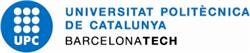 UPC
UNIVERSITAT POLITÈCNICA
DE CATALUNYA
BARCELONATECH